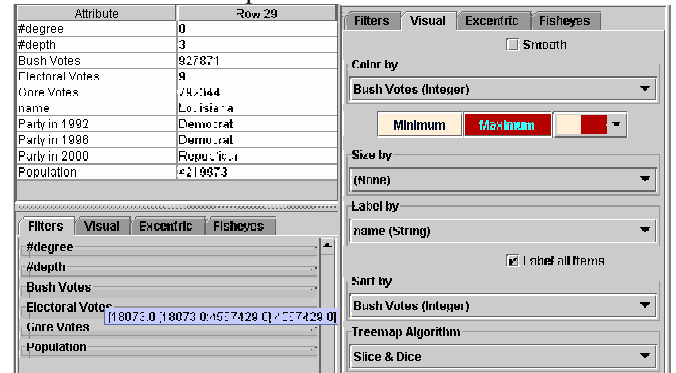 Attribute Row 29
#degree 0
#depth 3
Bush Votes 927871
Electoral Votes 9
Gore Votes
name Louisiana
Party in 1992 Democrat
Party in 1996 Democrat
Party in 2000 Republican
Population 4219973
Filters Visual Excentric Fisheyes
#degree
#depth
Bush Votes
Electoral Votes
Gore Votes
Population
Filters Visual Excentric Fisheyes
Smooth
Color by
Bush Votes (Integer)
Minimum Maximum
Size by
(None)
Label by
name (String)
Label all items
Sort by
Bush Votes (Integer)
Treemap Algorithm
Slice & Dice